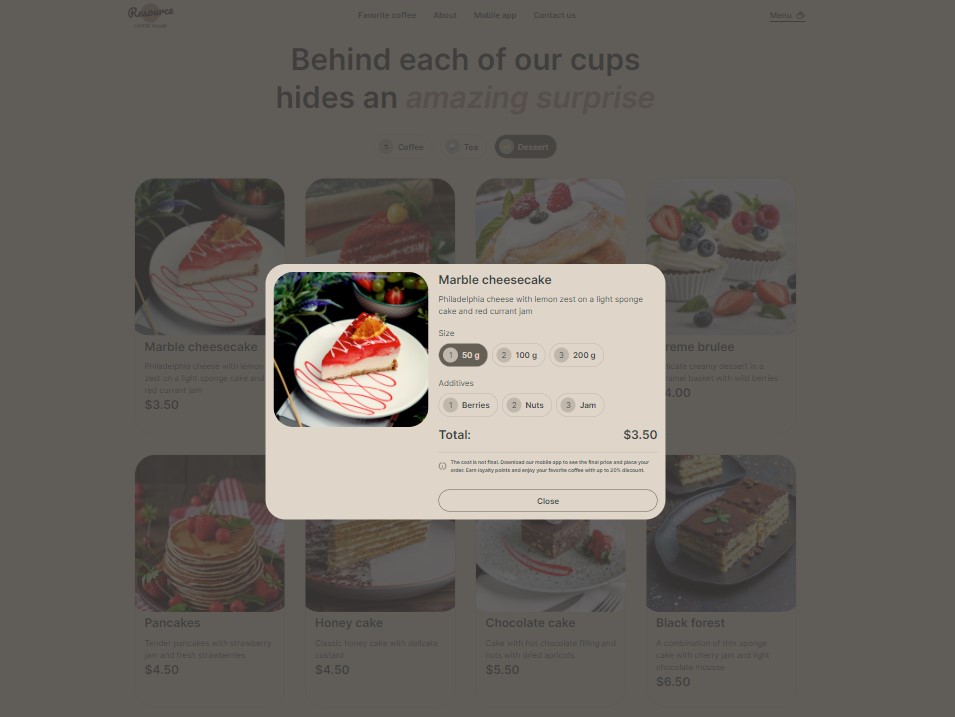 Resource
Favorite coffee
About
Mobile app
Contact us
Menu
Behind each of our cups
hides an amazing surprise
Coffee
Tea
Dessert
Marble cheesecake
Philadelphia cheese with lemon
zest on a light sponge cake and
red currant jam
$3.50
reme brulee
licate creamy dessert in a
ramel basket with wild berries
4.00
Marble cheesecake
Philadelphia cheese with lemon zest on a light sponge
cake and red currant jam
Size
1 50 g
2 100 g
3 200 g
Additives
1 Berries
2 Nuts
3 Jam
Total: $3.50
The cost is not final. Download our mobile app to see the final price and place your
order. Earn loyalty points and enjoy your favorite coffee with up to 20% discount.
Close
Pancakes
Tender pancakes with strawberry
jam and fresh strawberries
$4.50
Honey cake
Classic honey cake with delicate
custard
$4.50
Chocolate cake
Cake with hot chocolate filling and
nuts with dried apricots
$5.50
Black forest
A combination of thin sponge
cake with cherry jam and light
chocolate mousse
$6.50